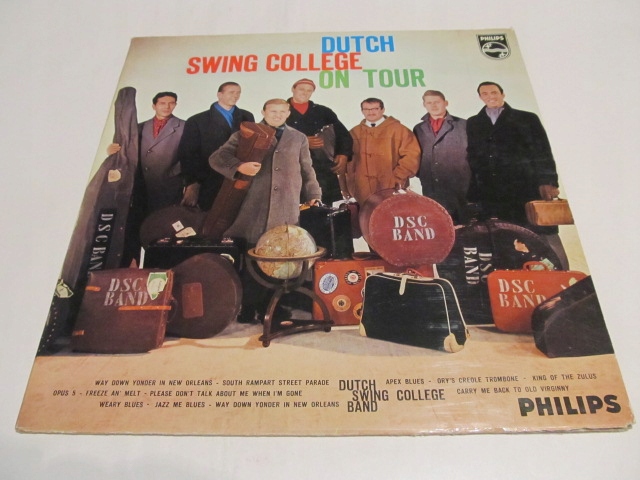 DUTCH
SWING COLLEGE
ON TOUR
PHILIPS
DSC BAND
DSC
BAND
DSC
BAND
DSC
BAND
DSC
BAND
WAY DOWN YONDER IN NEW ORLEANS - SOUTH RAMPART STREET PARADE
OPUS 5 - FREEZE AN' MELT - PLEASE DON'T TALK ABOUT ME WHEN I'M GONE
WEARY BLUES - JAZZ ME BLUES - WAY DOWN YONDER IN NEW ORLEANS
DUTCH
SWING COLLEGE
BAND
APEX BLUES - ORY'S CREOLE TROMBONE - KING OF THE ZULUS
CARRY ME BACK TO OLD VIRGINNY
PHILIPS